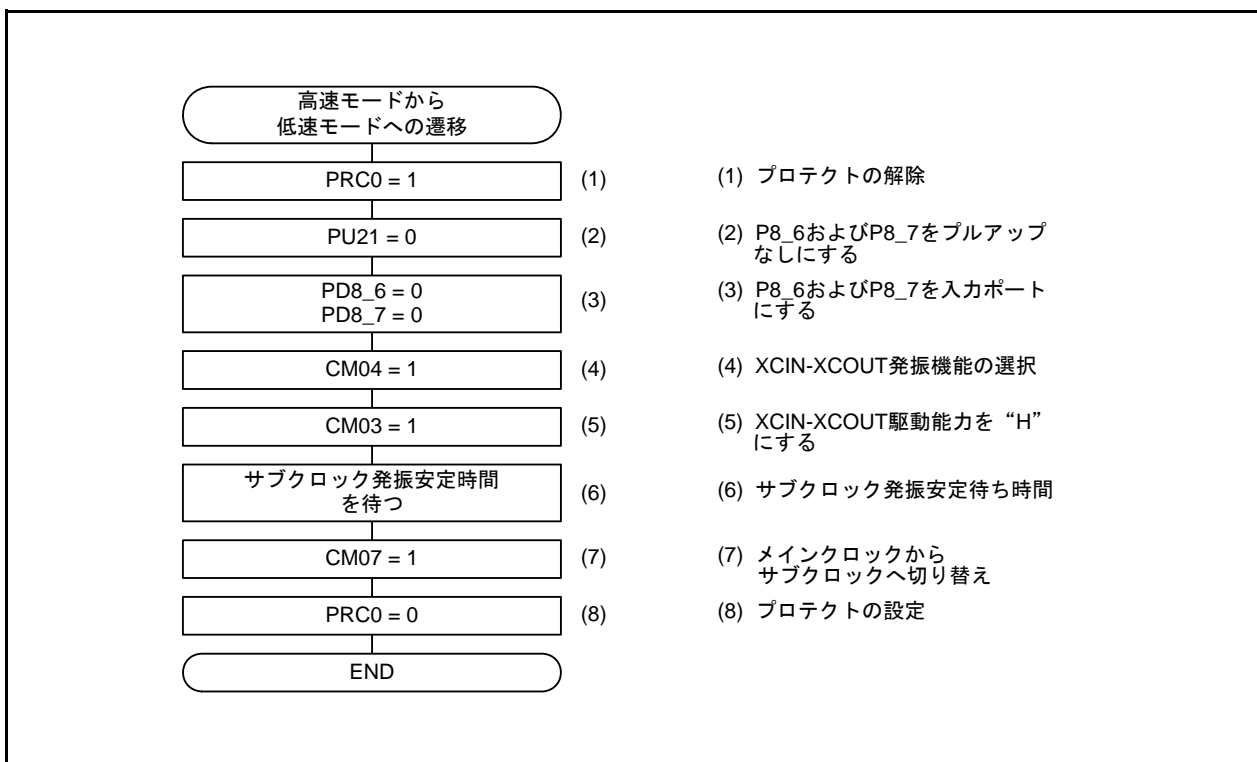 高速モードから
低速モードへの遷移
PRC0 = 1
(1)
(1) プロテクトの解除
PU21 = 0
(2)
(2) P8_6およびP8_7をプルアップ
なしにする
PD8_6 = 0
PD8_7 = 0
(3)
(3) P8_6およびP8_7を入力ポート
にする
CM04 = 1
(4)
(4) XCIN-XCOUT発振機能の選択
CM03 = 1
(5)
(5) XCIN-XCOUT駆動能力を“H”
にする
サブクロック発振安定時間
を待つ
(6)
(6) サブクロック発振安定待ち時間
CM07 = 1
(7)
(7) メインクロックから
サブクロックへ切り替え
PRC0 = 0
(8)
(8) プロテクトの設定
END